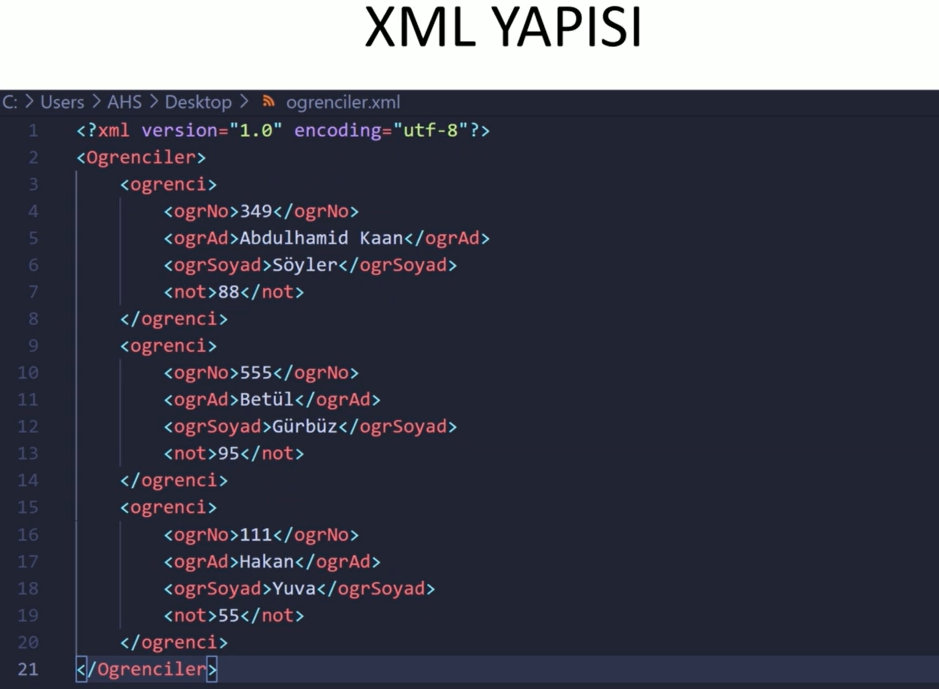 XML YAPISI
C: > Users > AHS > Desktop > ogrenciler.xml
1 <?xml version="1.0" encoding="utf-8"?>
2 <Ogrenciler>
3 <ogrenci>
4 <ogrNo>349</ogrNo>
5 <ogrAd>Abdulhamid Kaan</ogrAd>
6 <ogrSoyad>Söyler</ogrSoyad>
7 <not>88</not>
8 </ogrenci>
9 <ogrenci>
10 <ogrNo>555</ogrNo>
11 <ogrAd>Betül</ogrAd>
12 <ogrSoyad>Gürbüz</ogrSoyad>
13 <not>95</not>
14 </ogrenci>
15 <ogrenci>
16 <ogrNo>111</ogrNo>
17 <ogrAd>Hakan</ogrAd>
18 <ogrSoyad>Yuva</ogrSoyad>
19 <not>55</not>
20 </ogrenci>
21 </Ogrenciler>